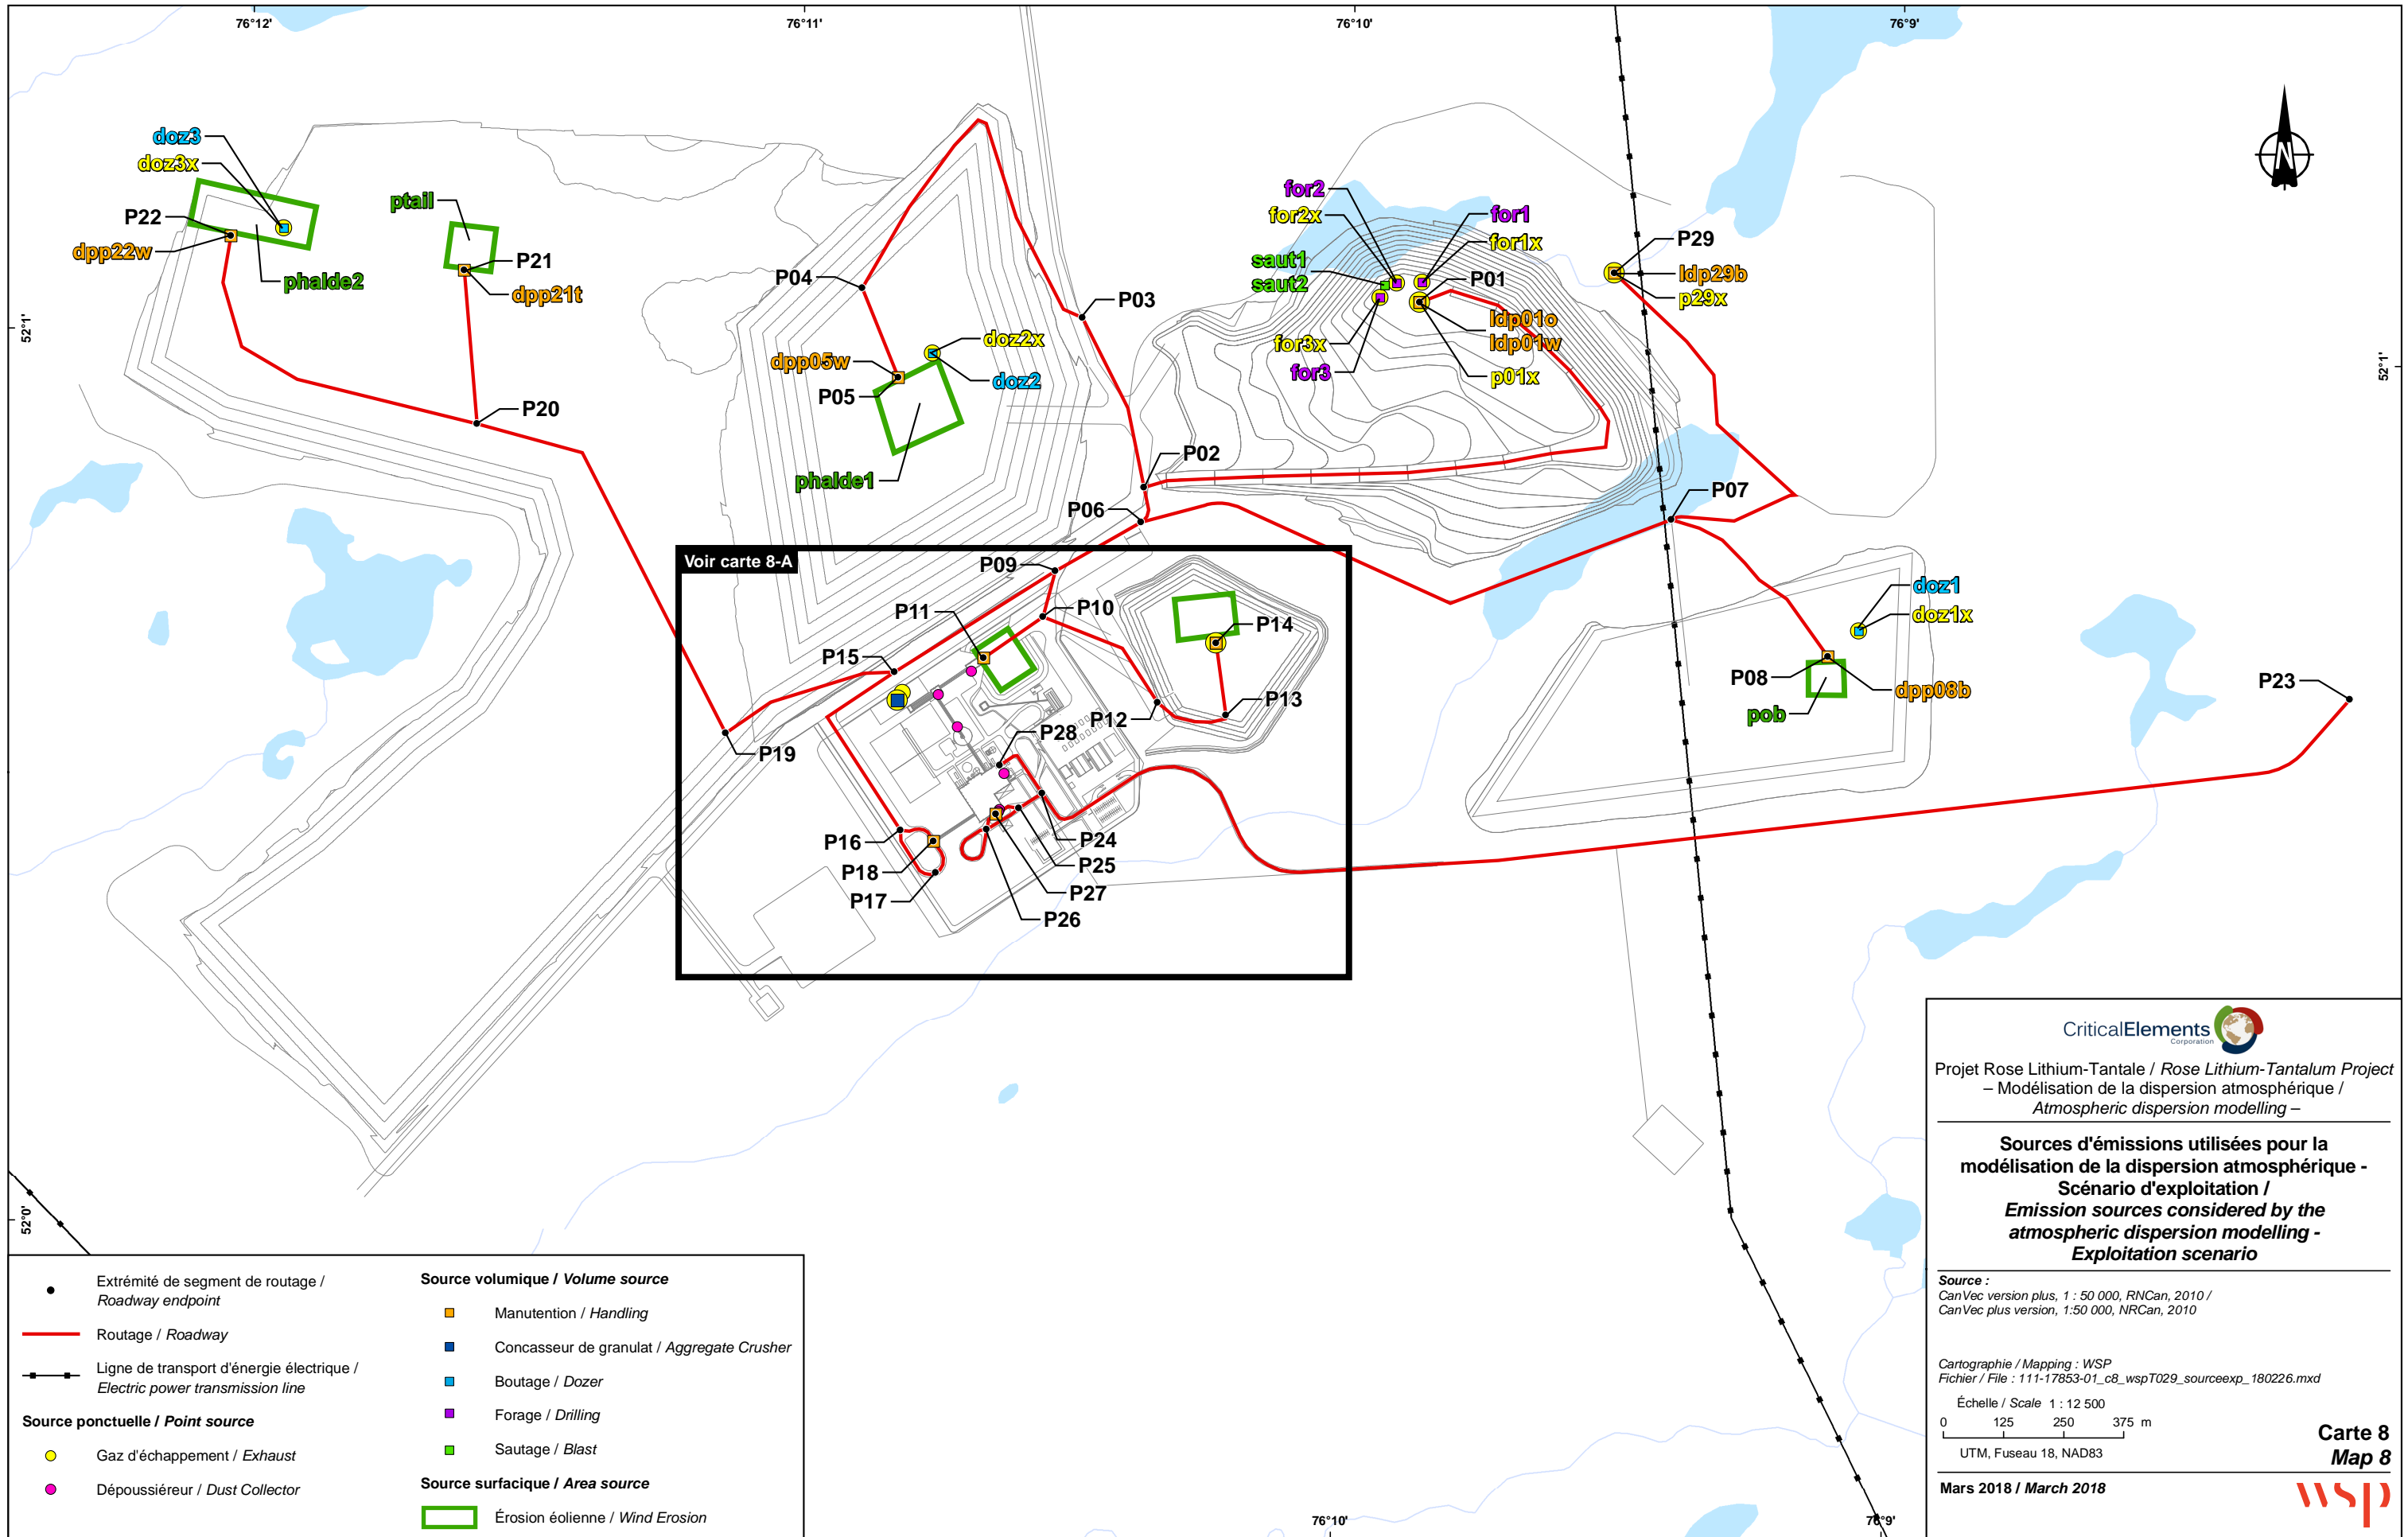 76°12'
76°11'
76°10'
76°9'
doz3
doz3x
P22
dpp22w
phalde2
ptail
P21
dpp21t
P20
P04
P03
dpp05w
P05
doz2x
doz2
phalde1
for2
for2x
for1
for1x
saut1
saut2
P01
ldp01o
ldp01w
for3x
for3
p01x
P29
ldp29b
p29x
52°1'
52°1'
P02
P06
P07
Voir carte 8-A
P09
P10
P11
P14
P15
P12
P13
P28
P19
P16
P18
P17
P24
P25
P27
P26
doz1
doz1x
P08
dpp08b
pob
P23
52°0'
Extrémité de segment de routage /
Roadway endpoint
Routage / Roadway
Ligne de transport d'énergie électrique /
Electric power transmission line
Source ponctuelle / Point source
Gaz d'échappement / Exhaust
Dépoussiéreur / Dust Collector
Source volumique / Volume source
Manutention / Handling
Concasseur de granulat / Aggregate Crusher
Boutage / Dozer
Forage / Drilling
Sautage / Blast
Source surfacique / Area source
Érosion éolienne / Wind Erosion
76°10'
76°9'
CriticalElements
Corporation
Projet Rose Lithium-Tantale / Rose Lithium-Tantalum Project
– Modélisation de la dispersion atmosphérique /
Atmospheric dispersion modelling –
Sources d'émissions utilisées pour la
modélisation de la dispersion atmosphérique -
Scénario d'exploitation /
Emission sources considered by the
atmospheric dispersion modelling -
Exploitation scenario
Source :
CanVec version plus, 1 : 50 000, RNCan, 2010 /
CanVec plus version, 1:50 000, NRCan, 2010
Cartographie / Mapping : WSP
Fichier / File : 111-17853-01_c8_wspT029_sourceexp_180226.mxd
Échelle / Scale 1 : 12 500
0 125 250 375 m
UTM, Fuseau 18, NAD83
Carte 8
Map 8
Mars 2018 / March 2018
wsp
N